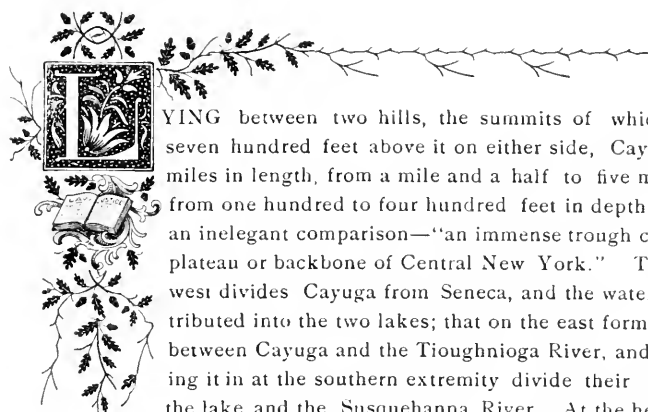 LYING between two hills, the summits of whic
seven hundred feet above it on either side, Cay
miles in length, from a mile and a half to five m
from one hundred to four hundred feet in depth
an inelegant comparison—"an immense trough c
plateau or backbone of Central New York." T
west divides Cayuga from Seneca, and the wate
tributed into the two lakes; that on the east form
between Cayuga and the Tioughnioga River, and
ing it in at the southern extremity divide their
the lake and the Susquehanna River. At the he